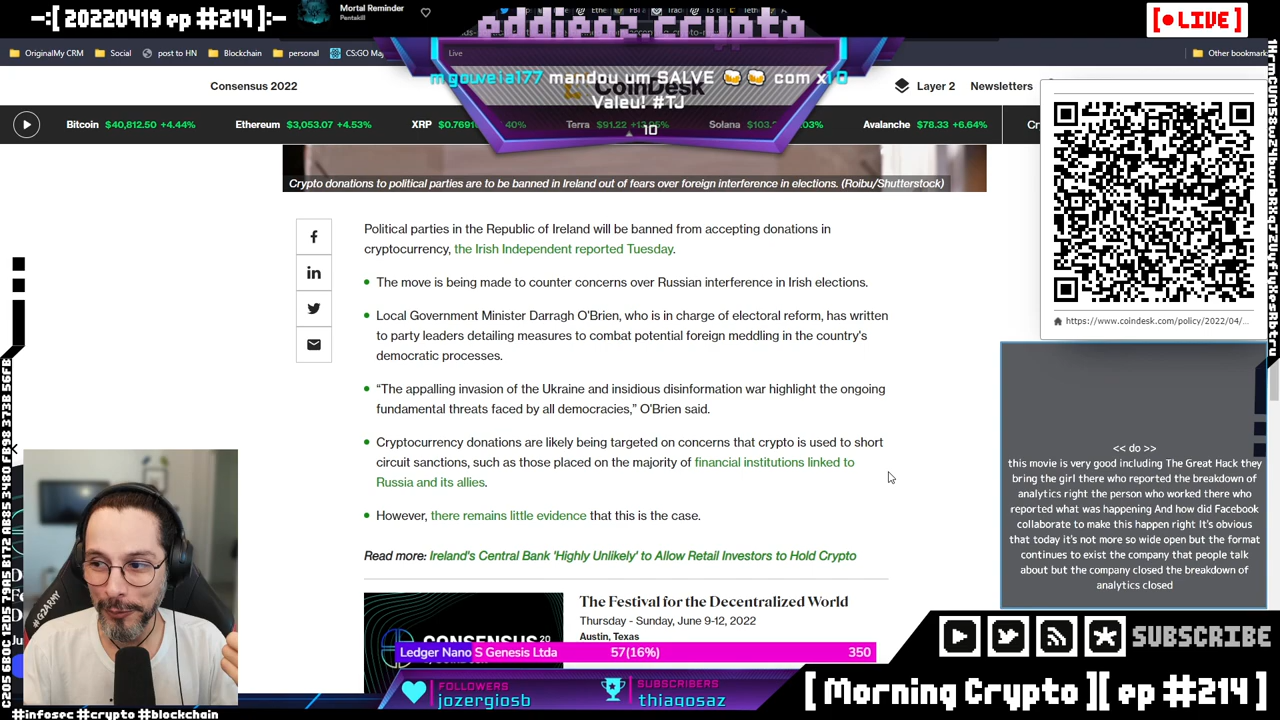 -:[ 20220419 ep #214 ]:-
Mortal Reminder
Pentakill
eddieoz.crypto
[ LIVE ]
OriginalMy CRM
Social
post to HN
Blockchain
personal
CS:GO Maj
Live
Other bookmark
mgouveia177 mandou um SALVE com x10
Valeu! #TJ
10
Consensus 2022
CoinDesk
Layer 2
Newsletters
Bitcoin $40,812.50 +4.44%
Ethereum $3,053.07 +4.53%
XRP
Terra $91.22
Solana
Avalanche $78.33 +6.64%
Crypto donations to political parties are to be banned in Ireland out of fears over foreign interference in elections. (Roibu/Shutterstock)
Political parties in the Republic of Ireland will be banned from accepting donations in
cryptocurrency, the Irish Independent reported Tuesday.
The move is being made to counter concerns over Russian interference in Irish elections.
Local Government Minister Darragh O'Brien, who is in charge of electoral reform, has written
to party leaders detailing measures to combat potential foreign meddling in the country's
democratic processes.
“The appalling invasion of the Ukraine and insidious disinformation war highlight the ongoing
fundamental threats faced by all democracies,” O'Brien said.
Cryptocurrency donations are likely being targeted on concerns that crypto is used to short
circuit sanctions, such as those placed on the majority of financial institutions linked to
Russia and its allies.
However, there remains little evidence that this is the case.
Read more: Ireland's Central Bank 'Highly Unlikely' to Allow Retail Investors to Hold Crypto
The Festival for the Decentralized World
Thursday - Sunday, June 9-12, 2022
Austin, Texas
CONSENSUS 20
https://www.coindesk.com/policy/2022/04/...
<< do >>
this movie is very good including The Great Hack they
bring the girl there who reported the breakdown of
analytics right the person who worked there who
reported what was happening And how did Facebook
collaborate to make this happen right It's obvious
that today it's not more so wide open but the format
continues to exist the company that people talk
about but the company closed the breakdown of
analytics closed
Ledger Nano S Genesis Ltda 57(16%) 350
FOLLOWERS
jozergiosb
SUBSCRIBERS
thiagosaz
SUBSCRIBE
[ Morning Crypto ][ ep #214 ]
#infosec #crypto #blockchain